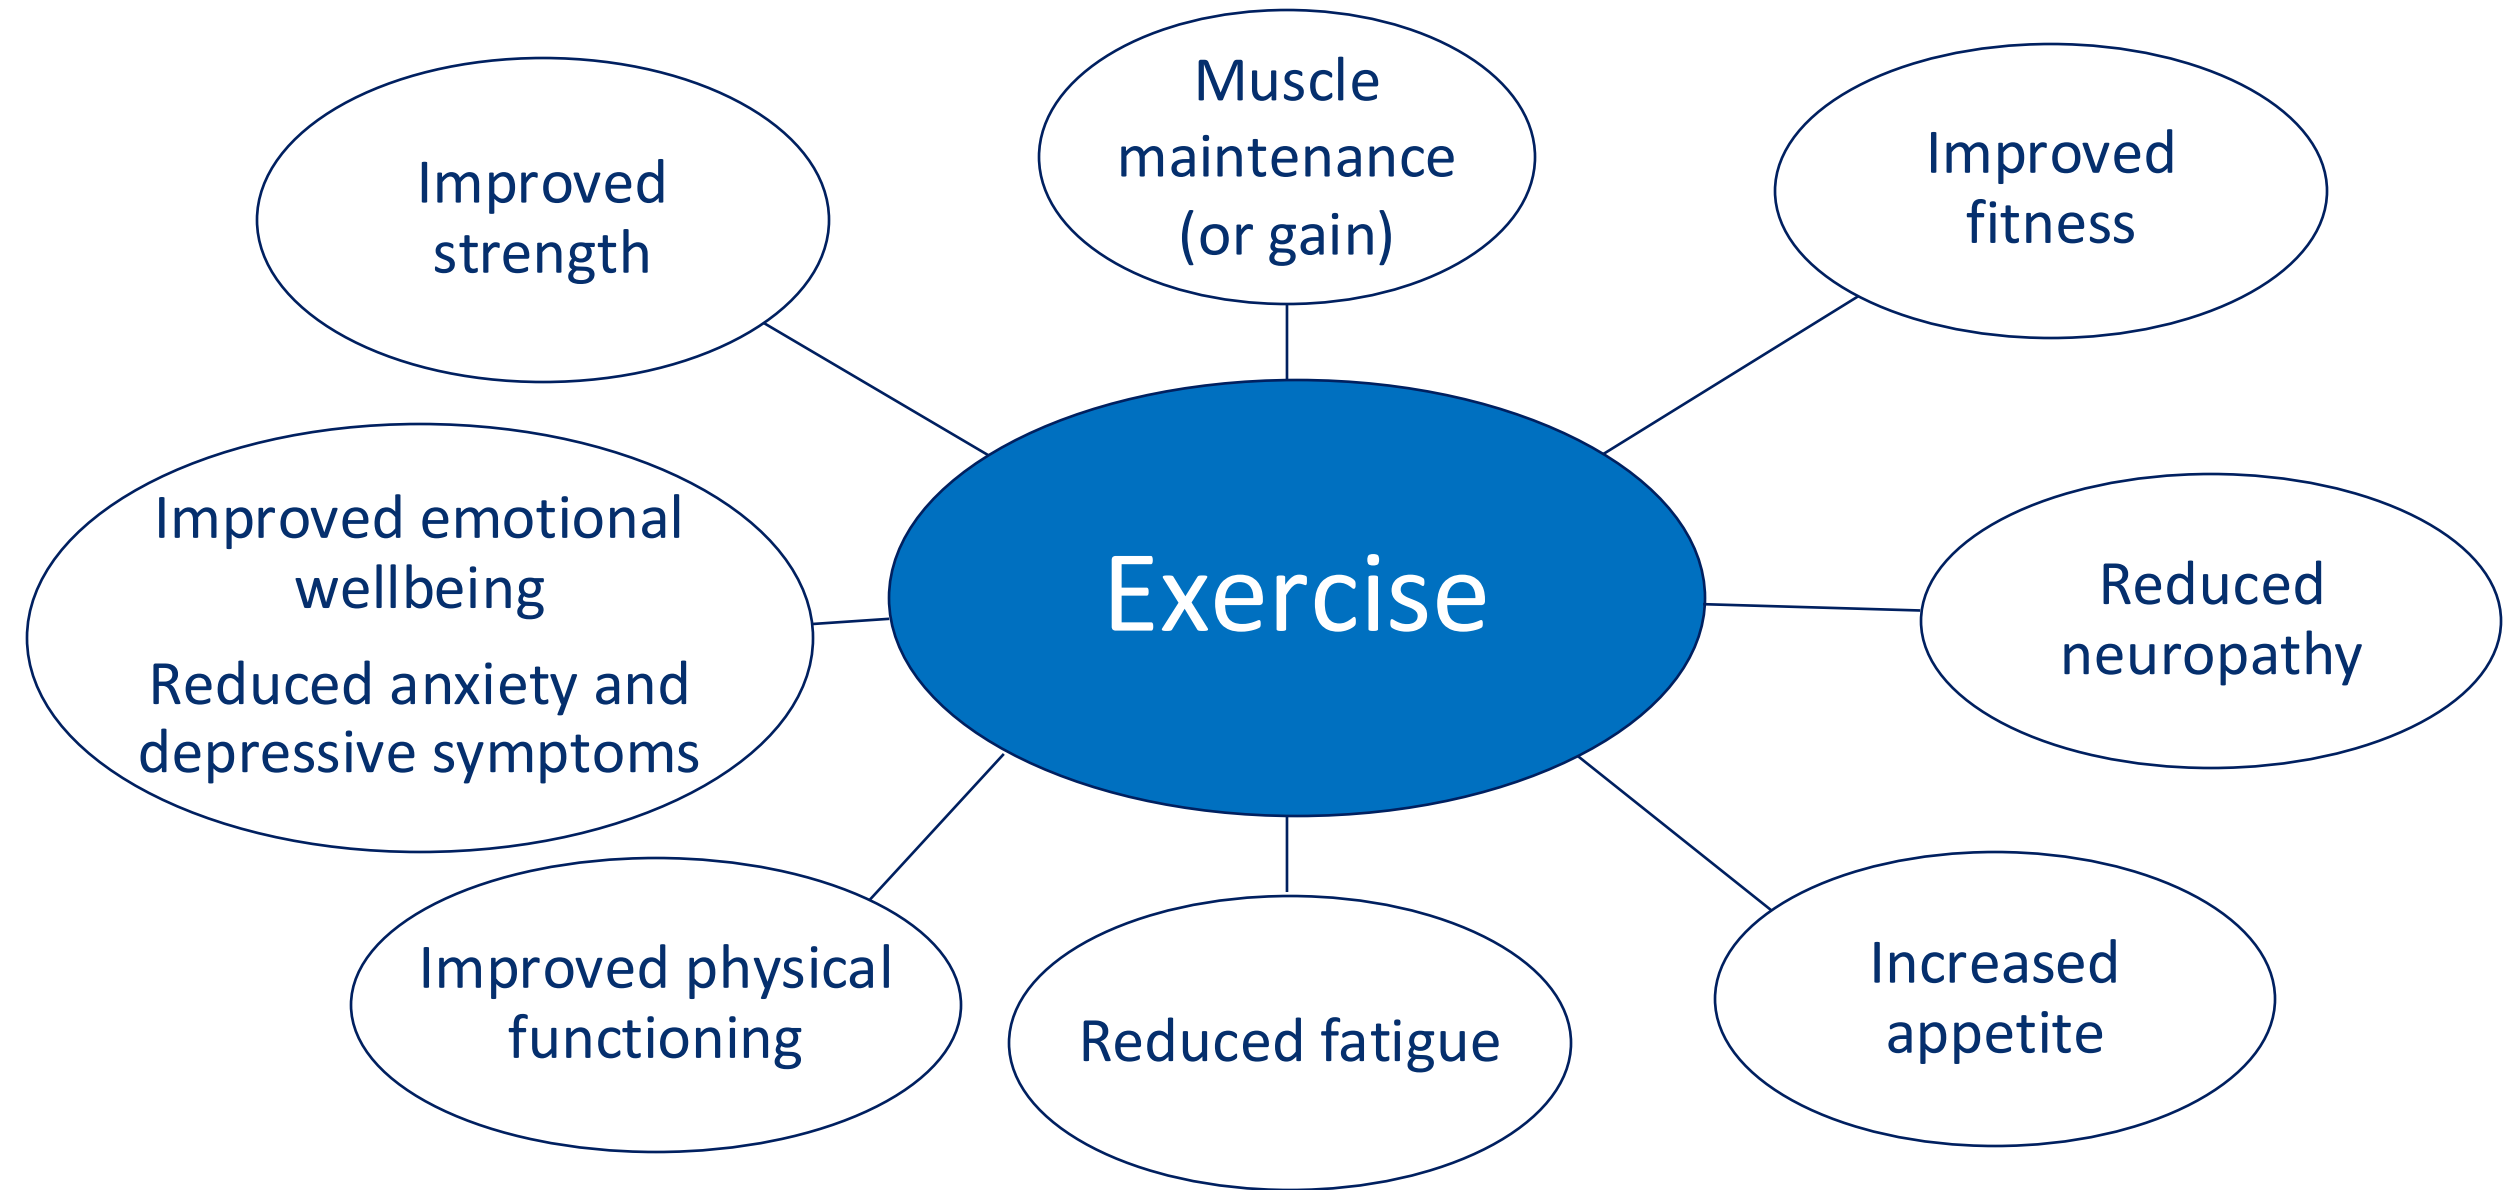 Improved
strength
Muscle
maintenance
(or gain)
Improved
fitness
Improved emotional
wellbeing
Reduced anxiety and
depressive symptoms
Exercise
Reduced
neuropathy
Improved physical
functioning
Reduced fatigue
Increased
appetite